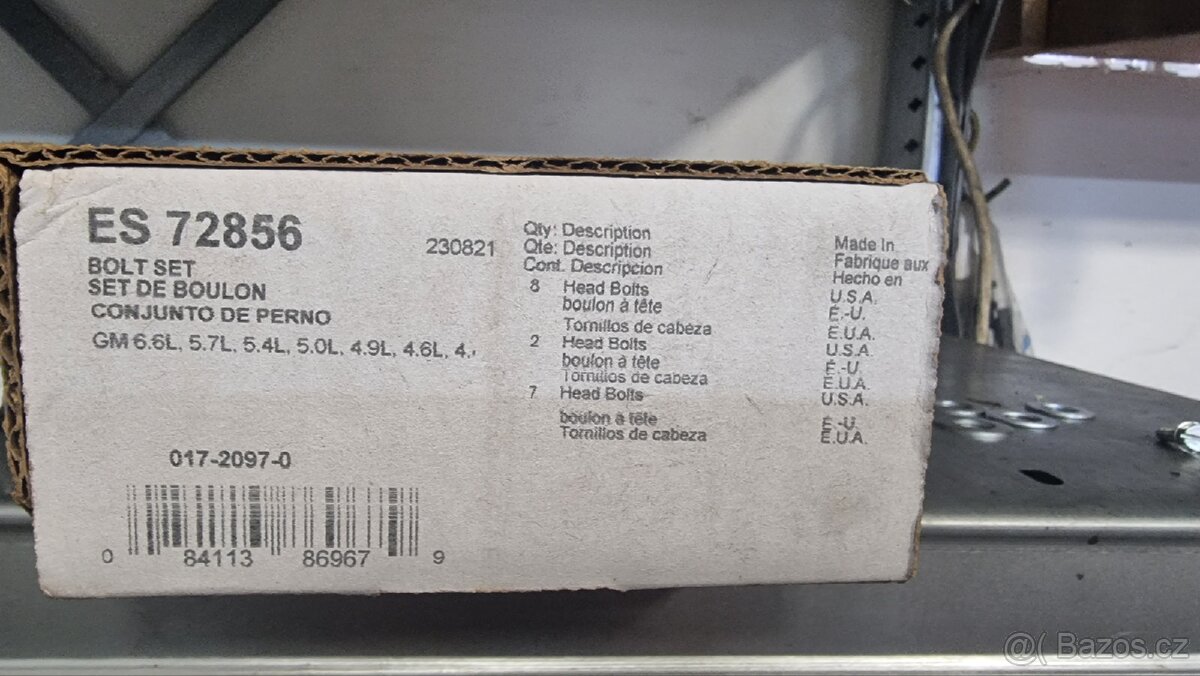 ES 72856
230821
BOLT SET
SET DE BOULON
CONJUNTO DE PERNO
GM 6.6L, 5.7L, 5.4L, 5.0L, 4.9L, 4.6L, 4.
017-2097-0
0 84113 86967 9
Qty: Description
Qte: Description
Cont. Descripcion
8 Head Bolts
boulon à tête
Tornillos de cabeza
2 Head Bolts
boulon à tête
Tornillos de cabeza
7 Head Bolts
boulon à tête
Tornillos de cabeza
Made In
Fabrique aux
Hecho en
U.S.A.
É.-U.
E.U.A.
U.S.A.
É.-U.
E.U.A.
U.S.A.
É.-U.
E.U.A.
@( Bazos.cz